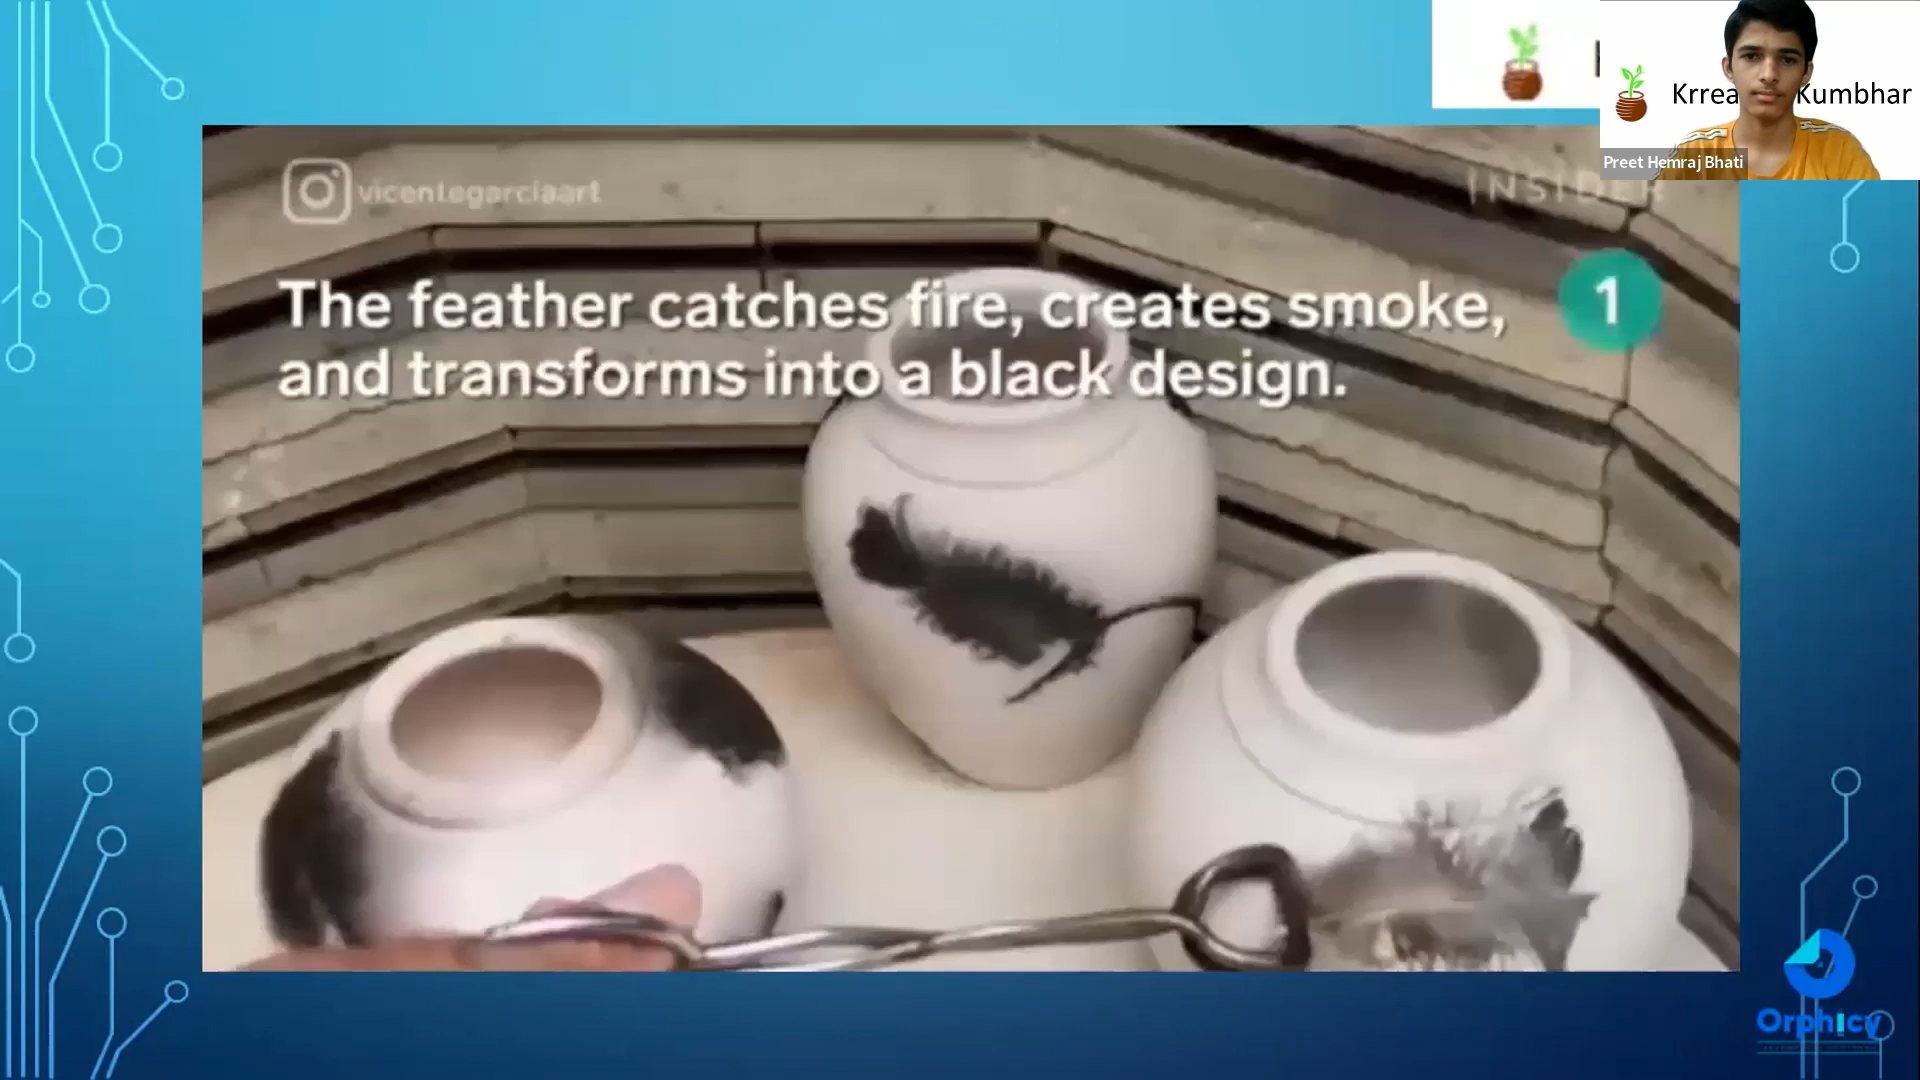 Krrea Kumbhar
Preet Hemraj Bhati
vicentegarciaart
INSIDER
The feather catches fire, creates smoke,
and transforms into a black design.
1
Orphicy